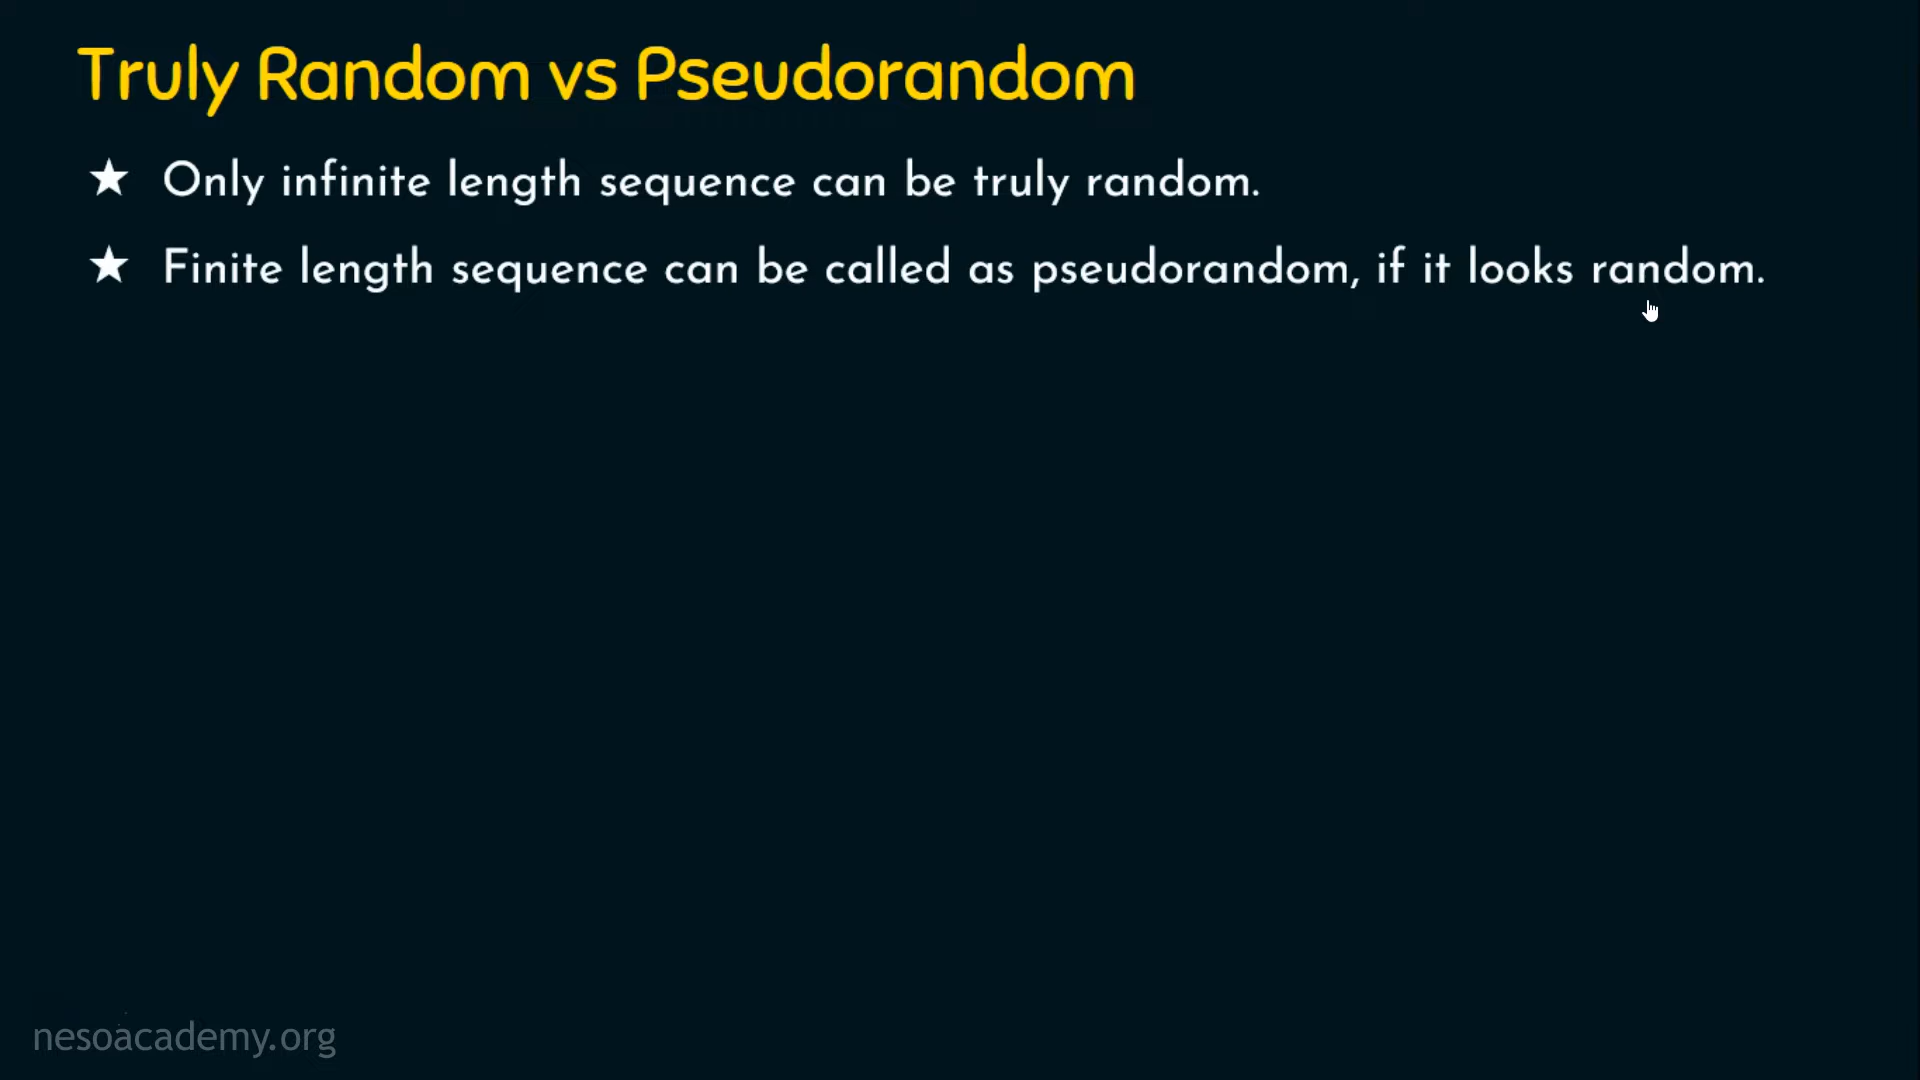 Truly Random vs Pseudorandom
★ Only infinite length sequence can be truly random.
★ Finite length sequence can be called as pseudorandom, if it looks random.
nesoacademy.org